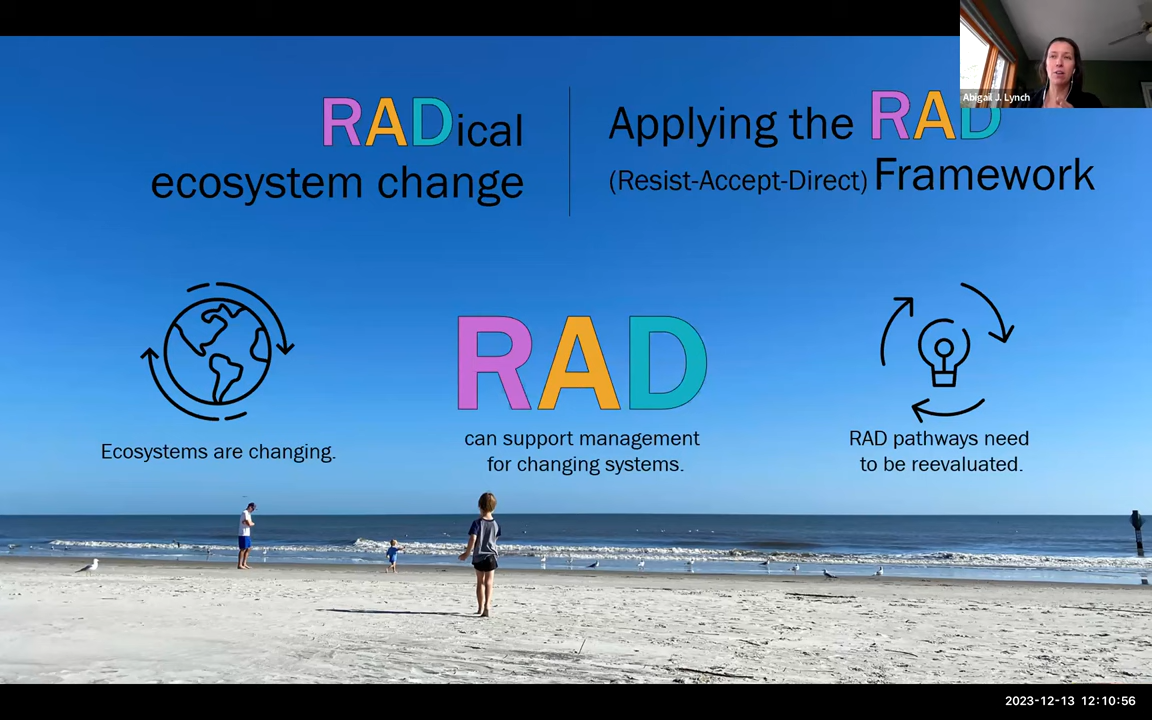 RADical
ecosystem change
Applying the RAD
(Resist-Accept-Direct) Framework
Abigail J. Lynch
Ecosystems are changing.
RAD
can support management
for changing systems.
RAD pathways need
to be reevaluated.
2023-12-13 12:10:56